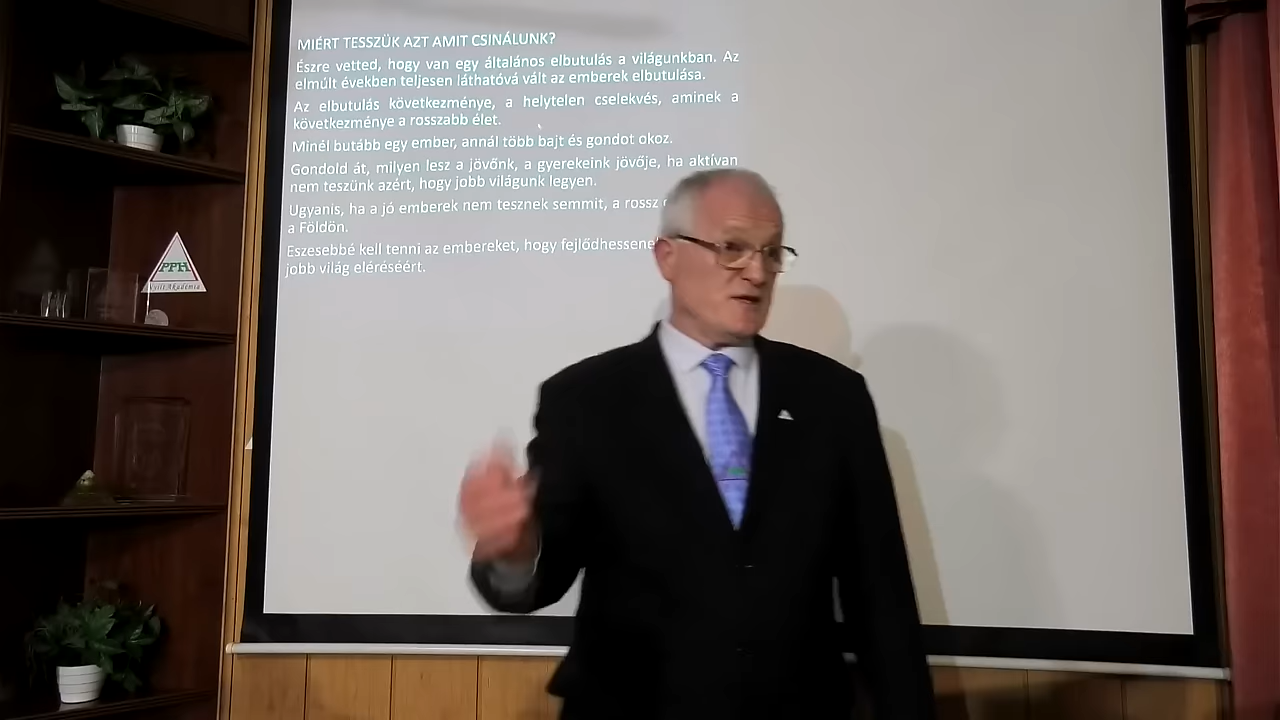 MIÉRT TESSZÜK AZT AMIT CSINÁLUNK?
Észre vetted, hogy van egy általános elbutulás a világunkban. Az
elmúlt években teljesen láthatóvá vált az emberek elbutulása.
Az elbutulás következménye, a helytelen cselekvés, aminek a
következménye a rosszabb élet.
Minél butább egy ember, annál több bajt és gondot okoz.
Gondold át, milyen lesz a jövőnk, a gyerekeink jövője, ha aktívan
nem teszünk azért, hogy jobb világunk legyen.
Ugyanis, ha a jó emberek nem tesznek semmit, a rossz
a Földön.
Eszesebbé kell tenni az embereket, hogy
jobb világ eléréséért.
PPH
Nyílt Akadémia